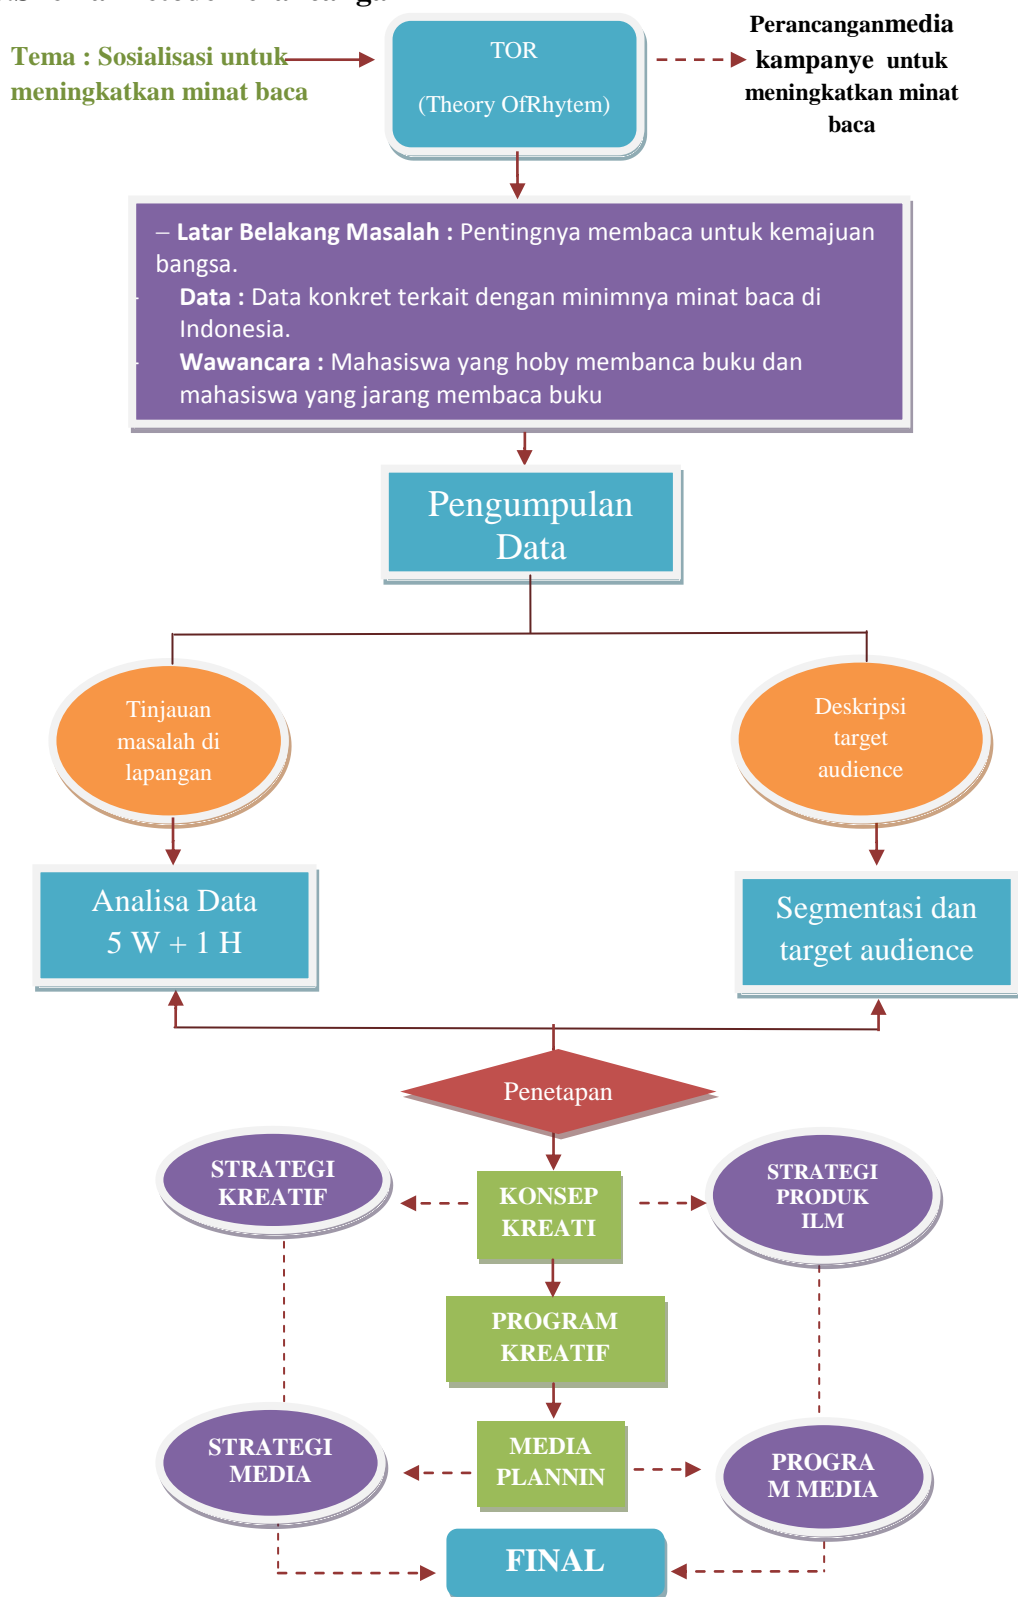 Tema : Sosialisasi untuk
meningkatkan minat baca
TOR
(Theory OfRhytem)
Perancanganmedia
kampanye untuk
meningkatkan minat
baca
– Latar Belakang Masalah : Pentingnya membaca untuk kemajuan
bangsa.
- Data : Data konkret terkait dengan minimnya minat baca di
Indonesia.
- Wawancara : Mahasiswa yang hoby membanca buku dan
mahasiswa yang jarang membaca buku
Pengumpulan
Data
Tinjauan
masalah di
lapangan
Deskripsi
target
audience
Analisa Data
5 W + 1 H
Segmentasi dan
target audience
Penetapan
STRATEGI
KREATIF
KONSEP
KREATI
STRATEGI
PRODUK
ILM
PROGRAM
KREATIF
STRATEGI
MEDIA
MEDIA
PLANNIN
PROGRA
M MEDIA
FINAL